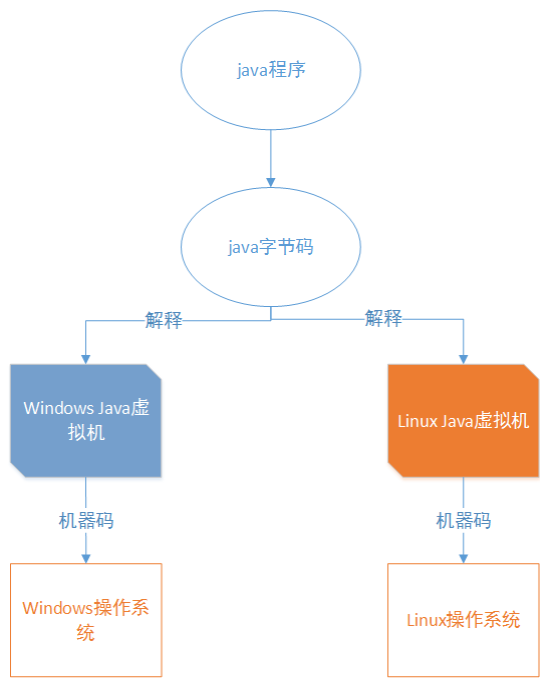 java程序
java字节码
解释
解释
Windows Java虚
拟机
Linux Java虚拟机
机器码
机器码
Windows操作系
统
Linux操作系统